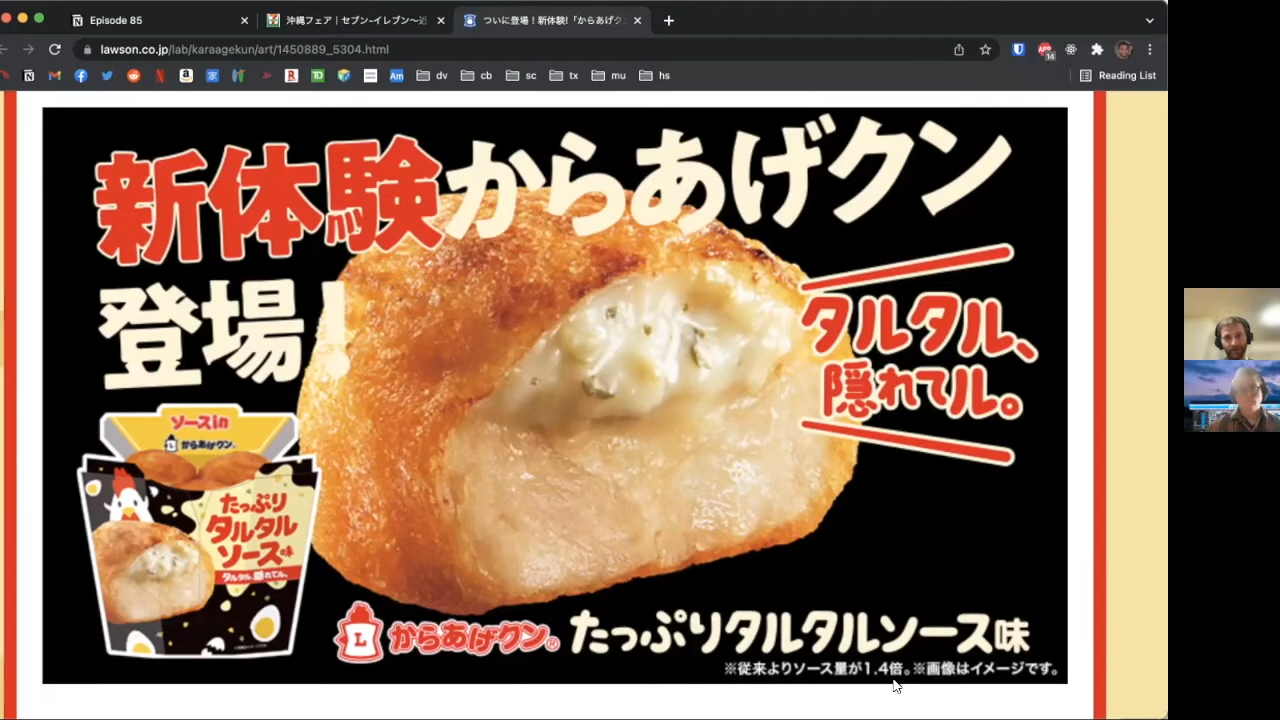 Episode 85
沖縄フェア｜セブン-イレブン～近
ついに登場！新体験!「からあげク
lawson.co.jp/lab/karaagekun/art/1450889_5304.html
14
dv
cb
sc
tx
mu
hs
Reading List
新体験からあげクン
登場！
タルタル、
隠れてル。
ソースin
L からあげクン®
たっぷり
タルタル
ソース味
タルタル、隠れてル。
L からあげクン® たっぷりタルタルソース味
※従来よりソース量が1.4倍。※画像はイメージです。